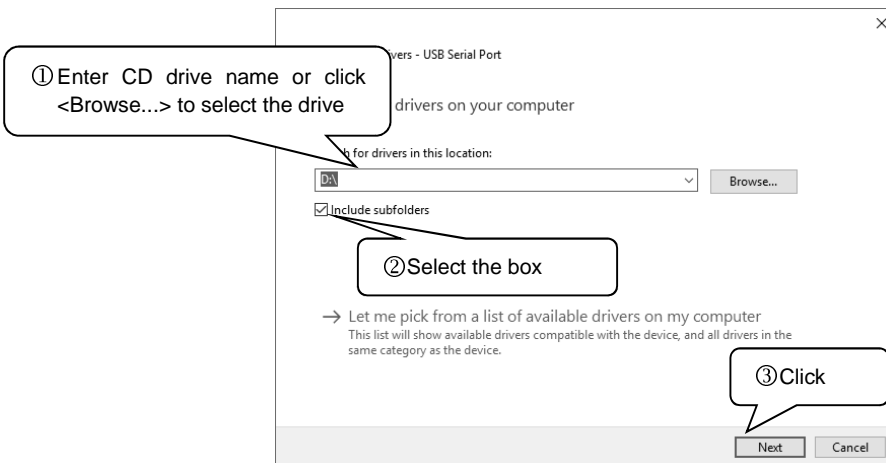 ivers - USB Serial Port
①Enter CD drive name or click
<Browse...> to select the drive
drivers on your computer
h for drivers in this location:
D:\
Browse...
Include subfolders
②Select the box
→ Let me pick from a list of available drivers on my computer
This list will show available drivers compatible with the device, and all drivers in the
same category as the device.
③Click
Next
Cancel